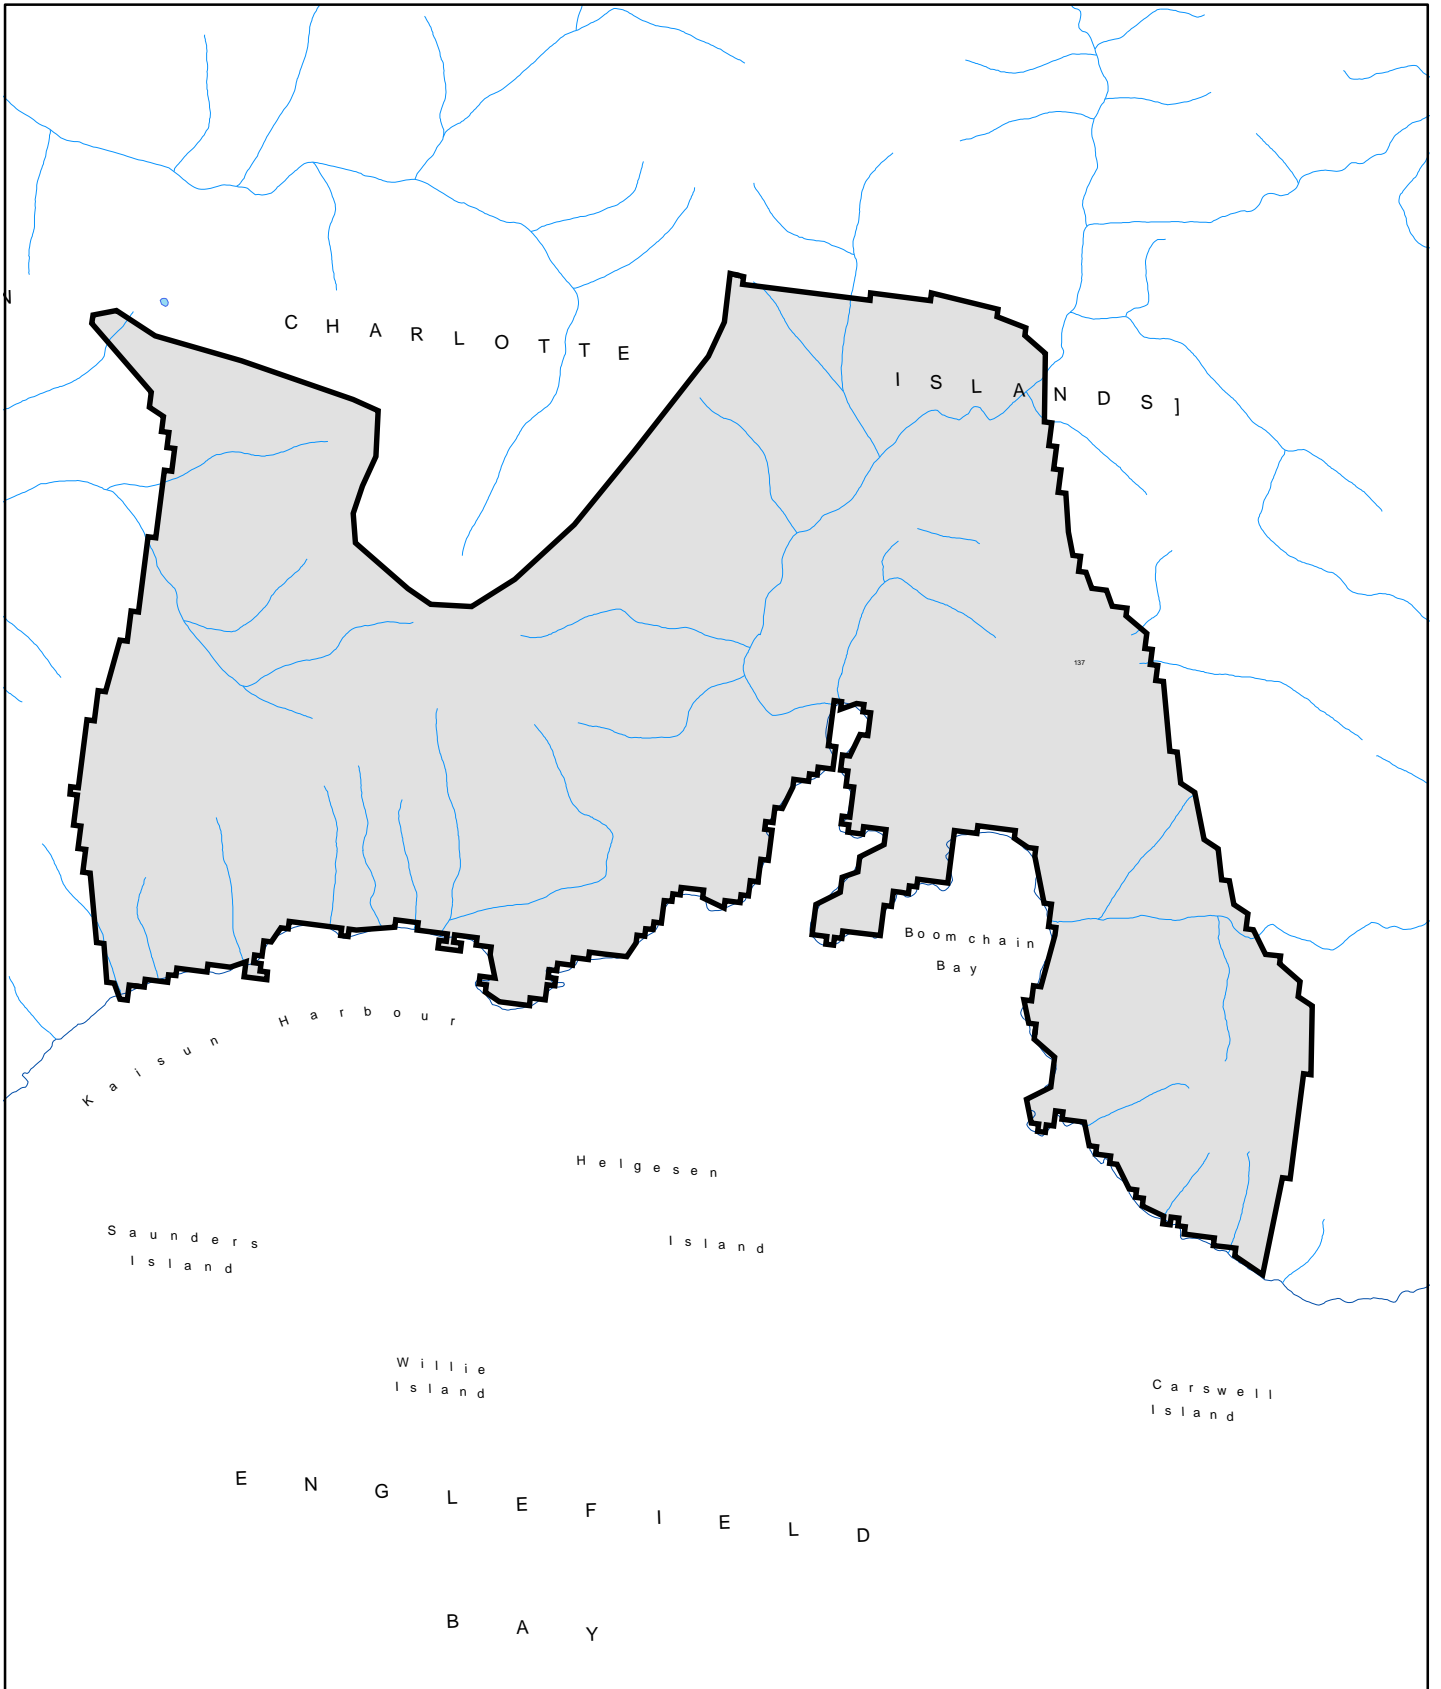 N
CHARLOTTE
ISLANDS]
137
Boomchain
Bay
Kaisun Harbour
Helgesen
Island
Saunders
Island
Willie
Island
Carswell
Island
ENGLEFIELD
BAY